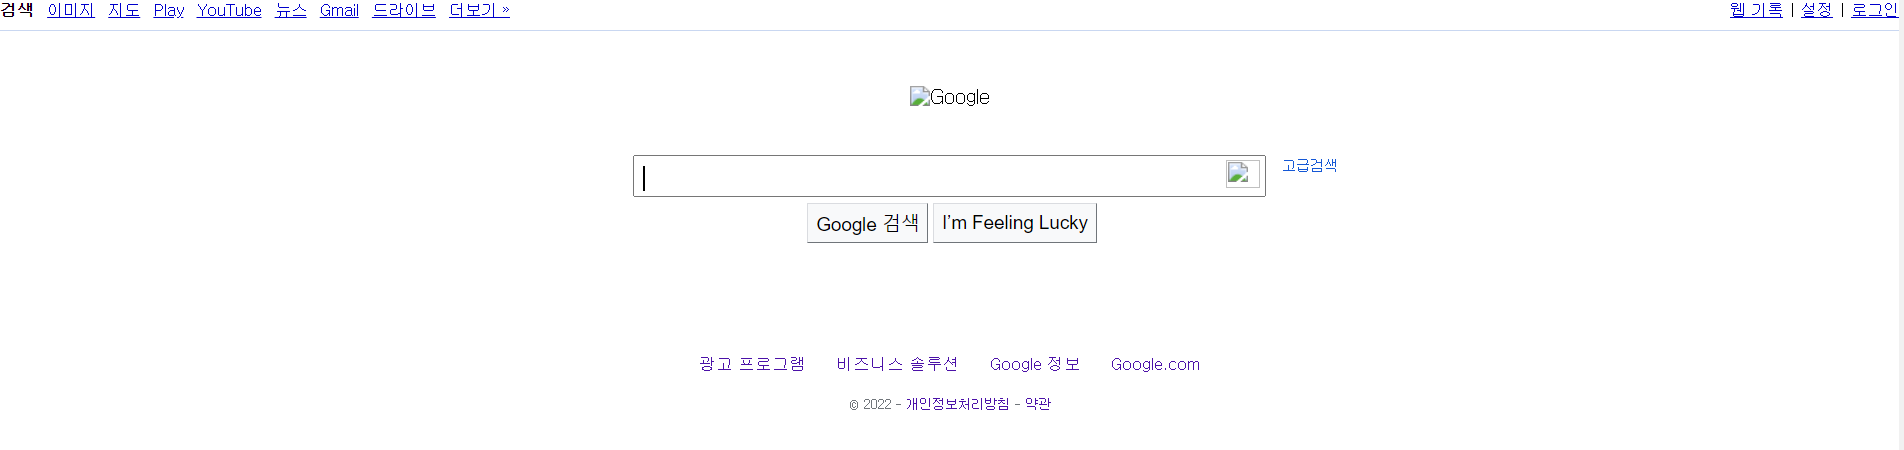 검색 이미지 지도 Play YouTube 뉴스 Gmail 드라이브 더보기 » 웹 기록 | 설정 | 로그인
Google
고급검색
Google 검색 I'm Feeling Lucky
광고 프로그램 비즈니스 솔루션 Google 정보 Google.com
© 2022 - 개인정보처리방침 - 약관